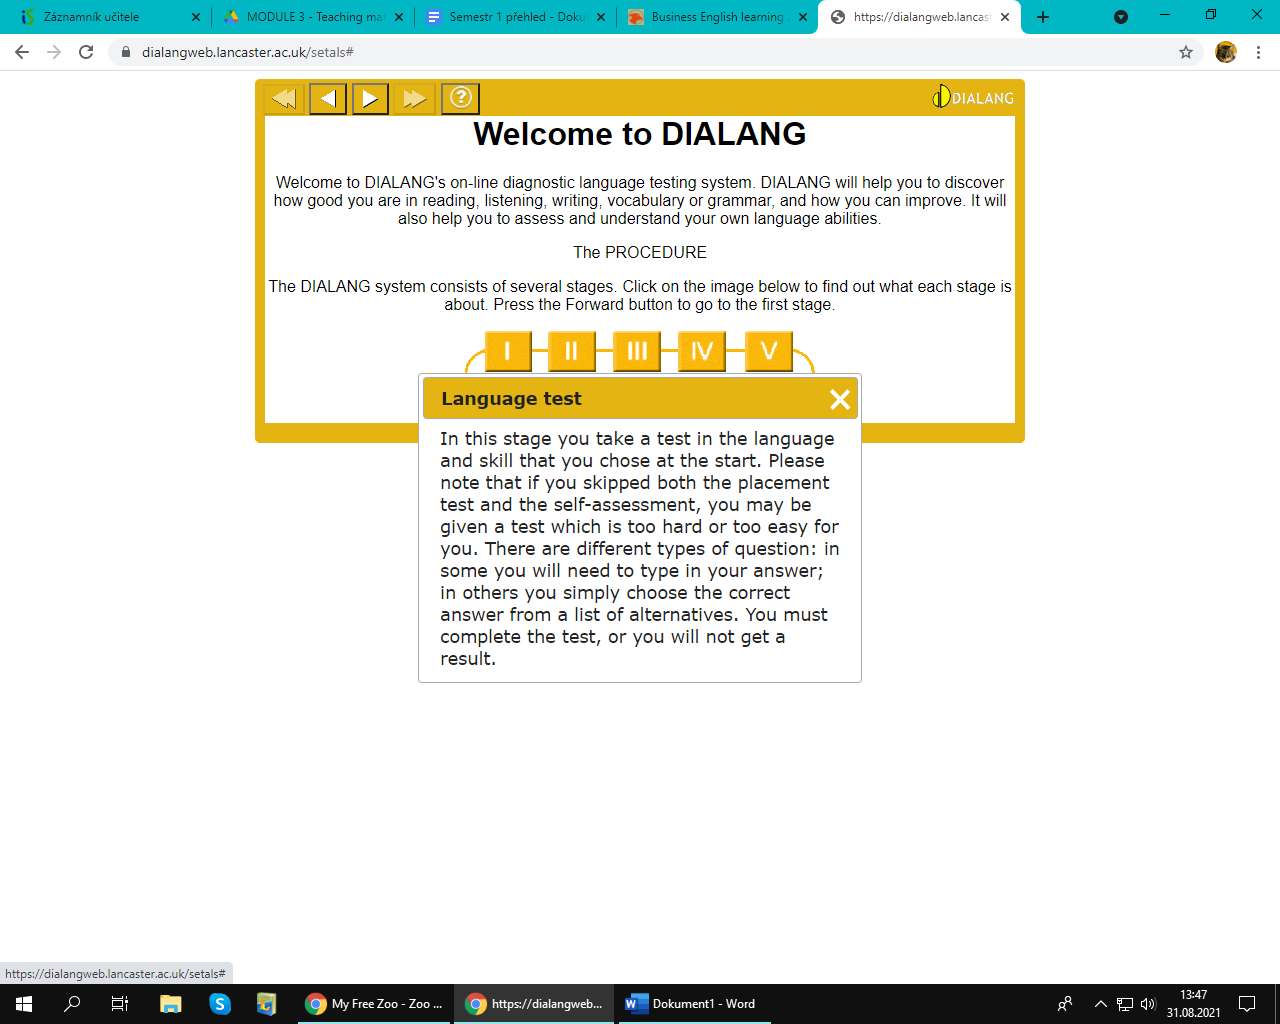 Záznamník učitele
MODULE 3 - Teaching mat
Semestr 1 přehled - Doku
Business English learning
https://dialangweb.lancast
dialangweb.lancaster.ac.uk/setals#
DIALANG
Welcome to DIALANG
Welcome to DIALANG's on-line diagnostic language testing system. DIALANG will help you to discover
how good you are in reading, listening, writing, vocabulary or grammar, and how you can improve. It will
also help you to assess and understand your own language abilities.
The PROCEDURE
The DIALANG system consists of several stages. Click on the image below to find out what each stage is
about. Press the Forward button to go to the first stage.
I II III IV V
Language test
In this stage you take a test in the language
and skill that you chose at the start. Please
note that if you skipped both the placement
test and the self-assessment, you may be
given a test which is too hard or too easy for
you. There are different types of question: in
some you will need to type in your answer;
in others you simply choose the correct
answer from a list of alternatives. You must
complete the test, or you will not get a
result.
https://dialangweb.lancaster.ac.uk/setals#
My Free Zoo - Zoo ...
https://dialangweb...
Dokument1 - Word
13:47
31.08.2021